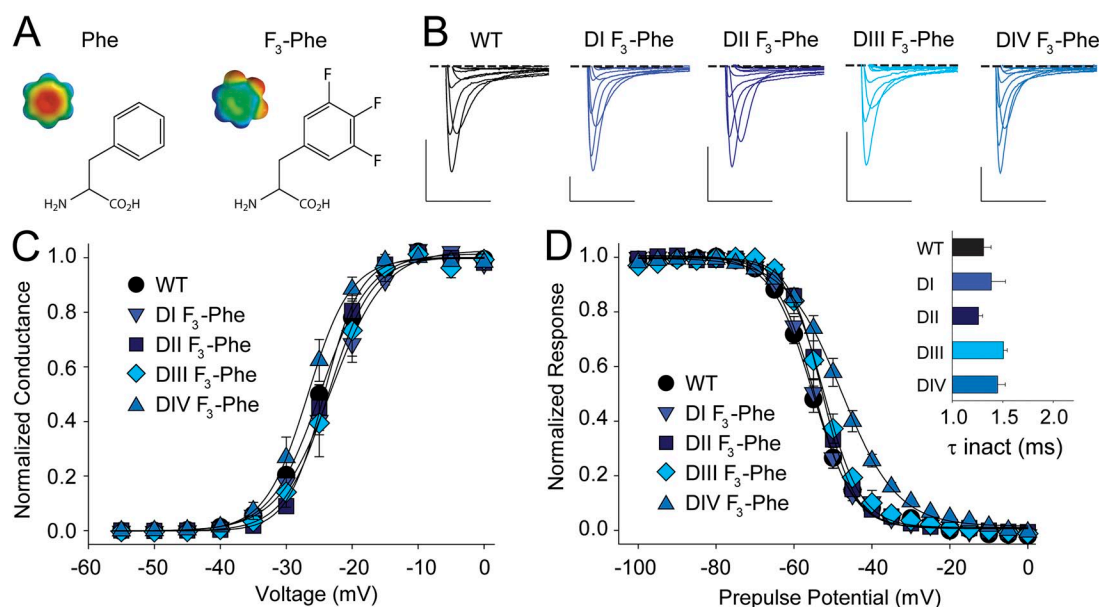 A
Phe
F₃-Phe
F
F
F
H₂N
CO₂H
H₂N
CO₂H
B
WT
DI F₃-Phe
DII F₃-Phe
DIII F₃-Phe
DIV F₃-Phe
C
Normalized Conductance
1.0
0.8
0.6
0.4
0.2
0.0
WT
DI F₃-Phe
DII F₃-Phe
DIII F₃-Phe
DIV F₃-Phe
-60
-50
-40
-30
-20
-10
0
Voltage (mV)
D
Normalized Response
1.0
0.8
0.6
0.4
0.2
0.0
WT
DI F₃-Phe
DII F₃-Phe
DIII F₃-Phe
DIV F₃-Phe
-100
-80
-60
-40
-20
0
Prepulse Potential (mV)
WT
DI
DII
DIII
DIV
1.0
1.5
2.0
τ inact (ms)